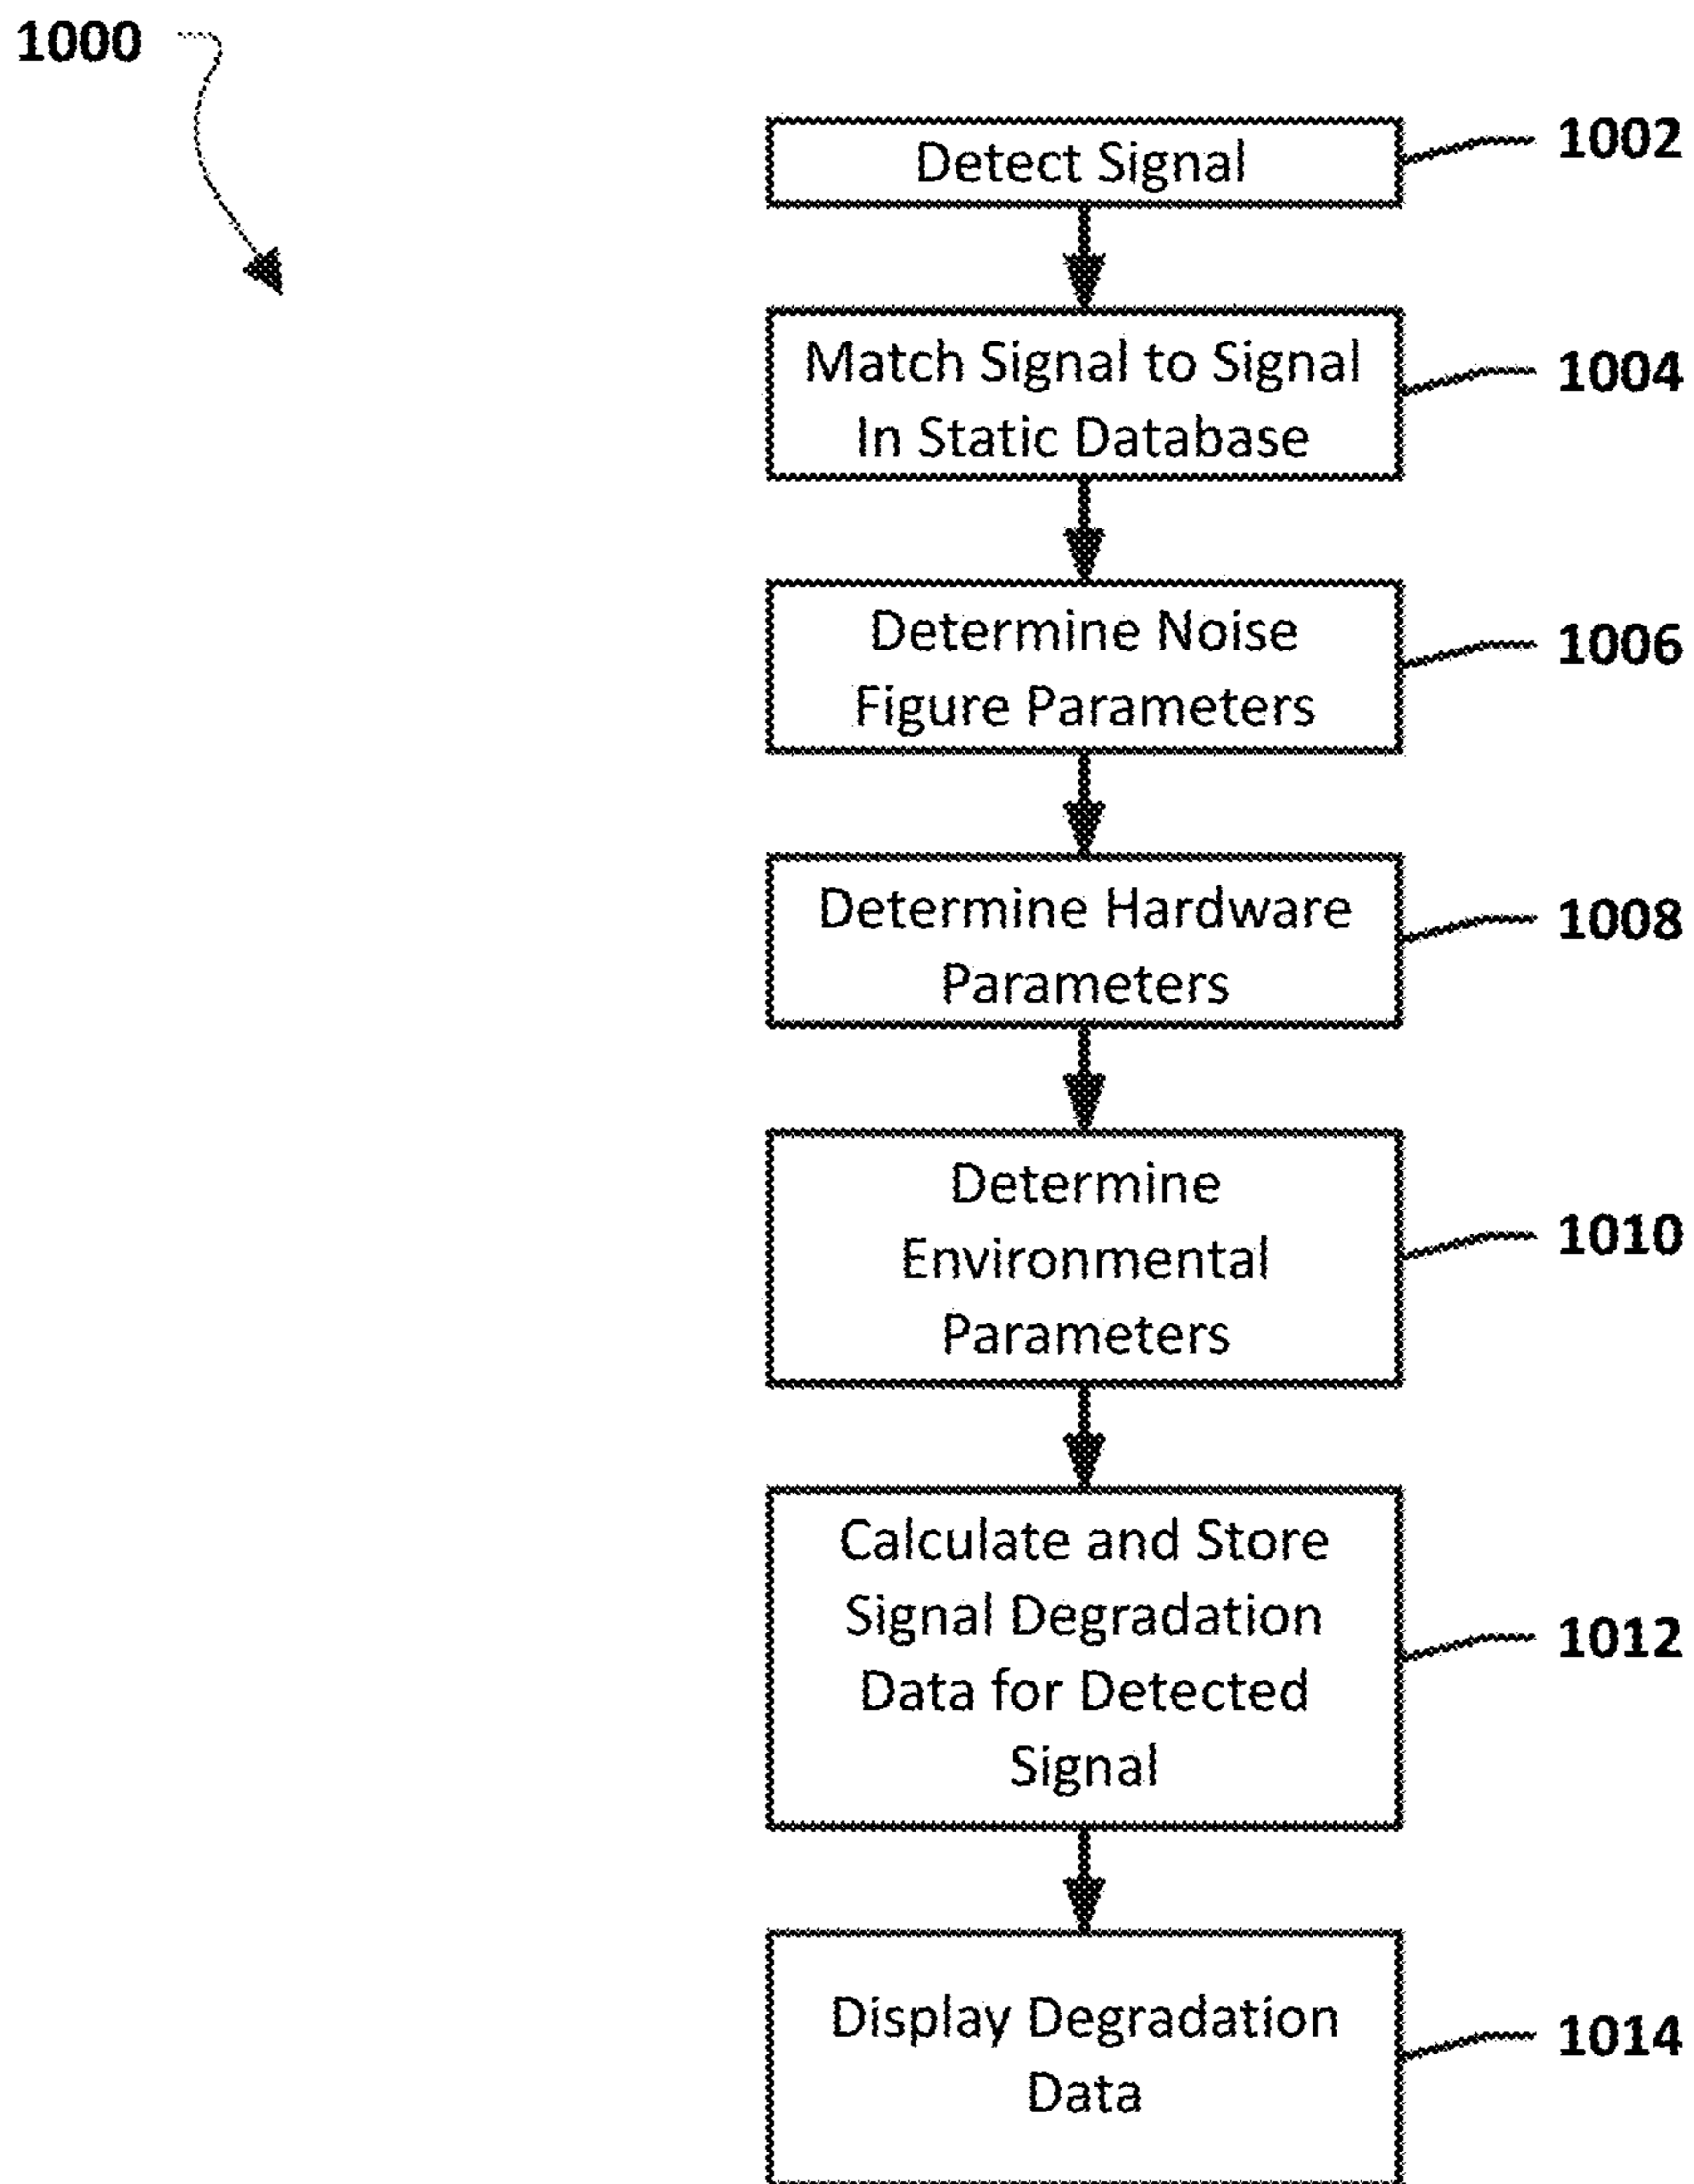 1000
Detect Signal
1002
Match Signal to Signal
In Static Database
1004
Determine Noise
Figure Parameters
1006
Determine Hardware
Parameters
1008
Determine
Environmental
Parameters
1010
Calculate and Store
Signal Degradation
Data for Detected
Signal
1012
Display Degradation
Data
1014